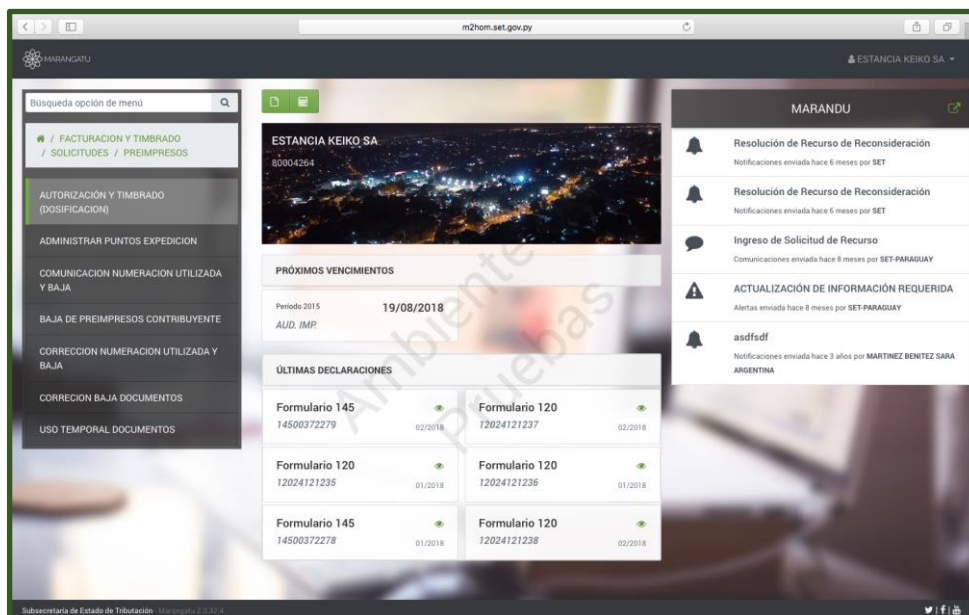 m2hom.set.gov.py
MARANGATU
ESTANCIA KEIKO SA
Búsqueda opción de menú
/ FACTURACION Y TIMBRADO
/ SOLICITUDES / PREIMPRESOS
AUTORIZACIÓN Y TIMBRADO
(DOSIFICACION)
ADMINISTRAR PUNTOS EXPEDICION
COMUNICACION NUMERACION UTILIZADA
Y BAJA
BAJA DE PREIMPRESOS CONTRIBUYENTE
CORRECCION NUMERACION UTILIZADA Y
BAJA
CORRECION BAJA DOCUMENTOS
USO TEMPORAL DOCUMENTOS
ESTANCIA KEIKO SA
80004264
PRÓXIMOS VENCIMIENTOS
Período 2015
19/08/2018
AUD. IMP.
ÚLTIMAS DECLARACIONES
Formulario 145
14500372279
02/2018
Formulario 120
12024121237
02/2018
Formulario 120
12024121235
01/2018
Formulario 120
12024121236
01/2018
Formulario 145
14500372278
01/2018
Formulario 120
12024121238
02/2018
Ambiente
Pruebas
MARANDU
Resolución de Recurso de Reconsideración
Notificaciones enviada hace 6 meses por SET
Resolución de Recurso de Reconsideración
Notificaciones enviada hace 6 meses por SET
Ingreso de Solicitud de Recurso
Comunicaciones enviada hace 8 meses por SET-PARAGUAY
ACTUALIZACIÓN DE INFORMACIÓN REQUERIDA
Alertas enviada hace 8 meses por SET-PARAGUAY
asdfsdf
Notificaciones enviada hace 3 años por MARTINEZ BENITEZ SARA
ARGENTINA
Subsecretaría de Estado de Tributación - Marangatu 2.0.32.4